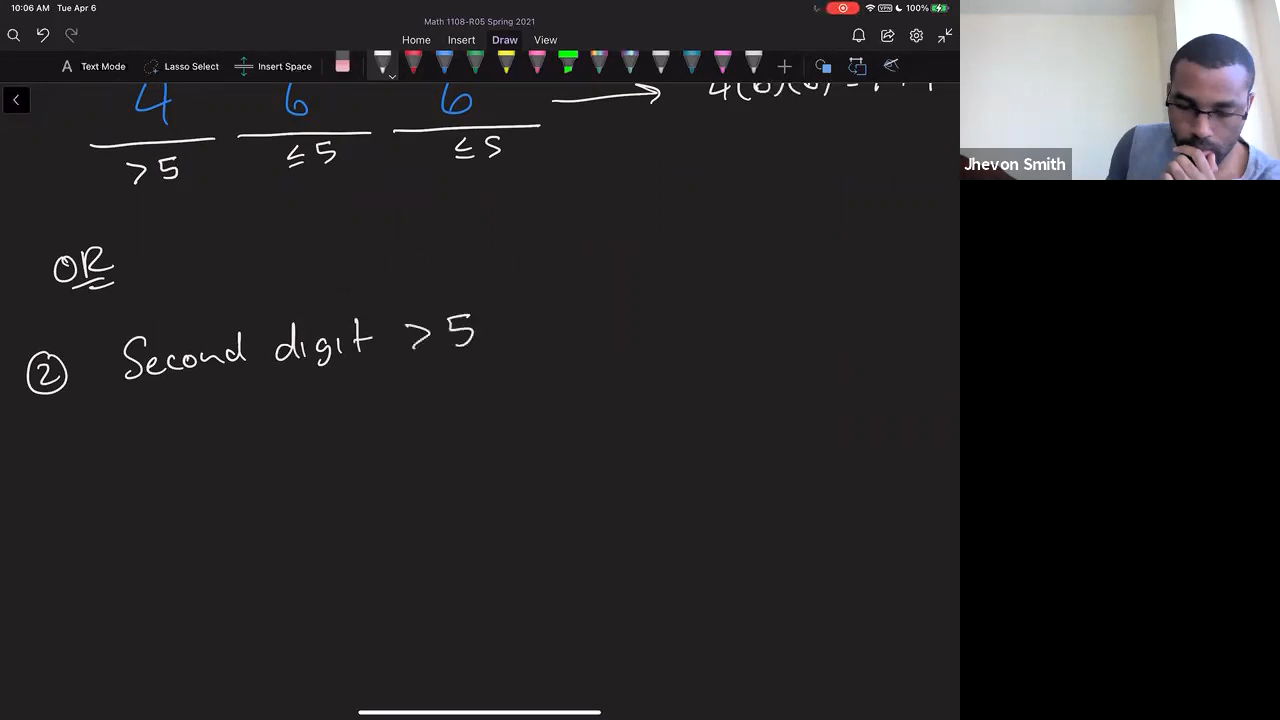 10:06 AM Tue Apr 6
100%
Math 1108-R05 Spring 2021
Home Insert Draw View
Text Mode Lasso Select Insert Space
4 6 6
> 5 ≤ 5 ≤ 5
OR
② Second digit > 5
Jhevon Smith